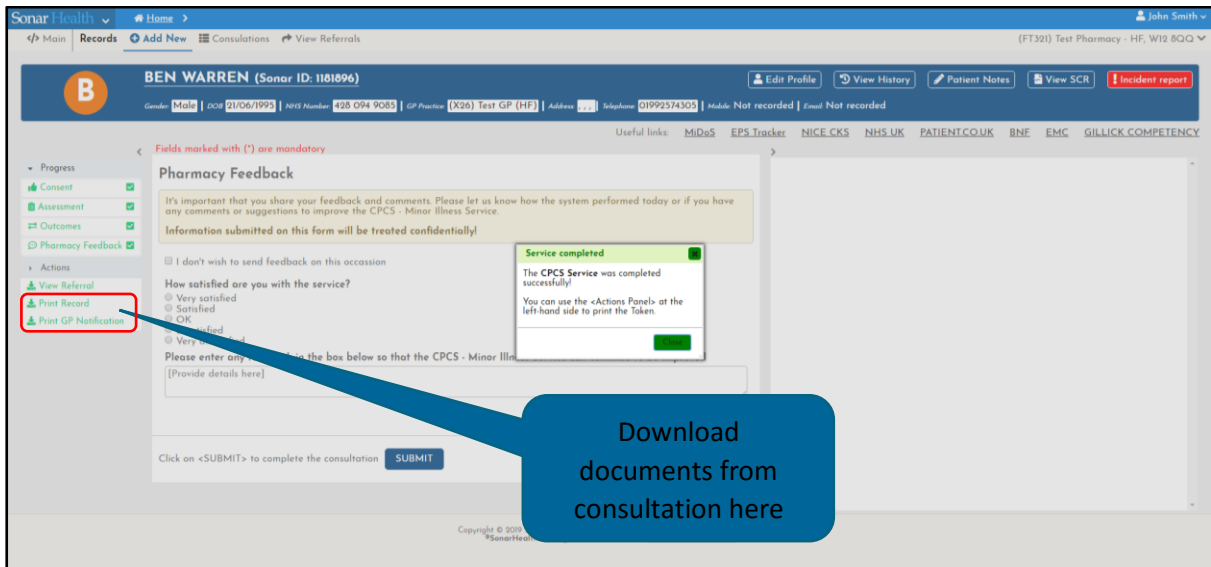 Sonar Health Home > John Smith
</> Main Records Add New Consulations View Referrals (FT321) Test Pharmacy - HF, W12 8QQ
B
BEN WARREN (Sonar ID: 1181896)
Edit Profile View History Patient Notes View SCR Incident report
Gender: Male | DOB 21/06/1995 | NHS Number: 428 094 9085 | GP Practice: (X26) Test GP (HF) | Address: , , , | Telephone: 01992574305 | Mobile: Not recorded | Email: Not recorded
Useful links: MiDoS EPS Tracker NICE CKS NHS UK PATIENT.CO.UK BNF EMC GILLICK COMPETENCY
Progress
Consent
Assessment
Outcomes
Pharmacy Feedback
Actions
View Referral
Print Record
Print GP Notification
Fields marked with (*) are mandatory
Pharmacy Feedback
It's important that you share your feedback and comments. Please let us know how the system performed today or if you have
any comments or suggestions to improve the CPCS - Minor Illness Service.
Information submitted on this form will be treated confidentially!
I don't wish to send feedback on this occassion
How satisfied are you with the service?
Very satisfied
Satisfied
OK
Please enter any in the box below so that the CPCS - Minor
[Provide details here]
Click on <SUBMIT> to complete the consultation SUBMIT
Service completed
The CPCS Service was completed
successfully!
You can use the <Actions Panel> at the
left-hand side to print the Token.
Close
Download
documents from
consultation here
Copyright © 2019